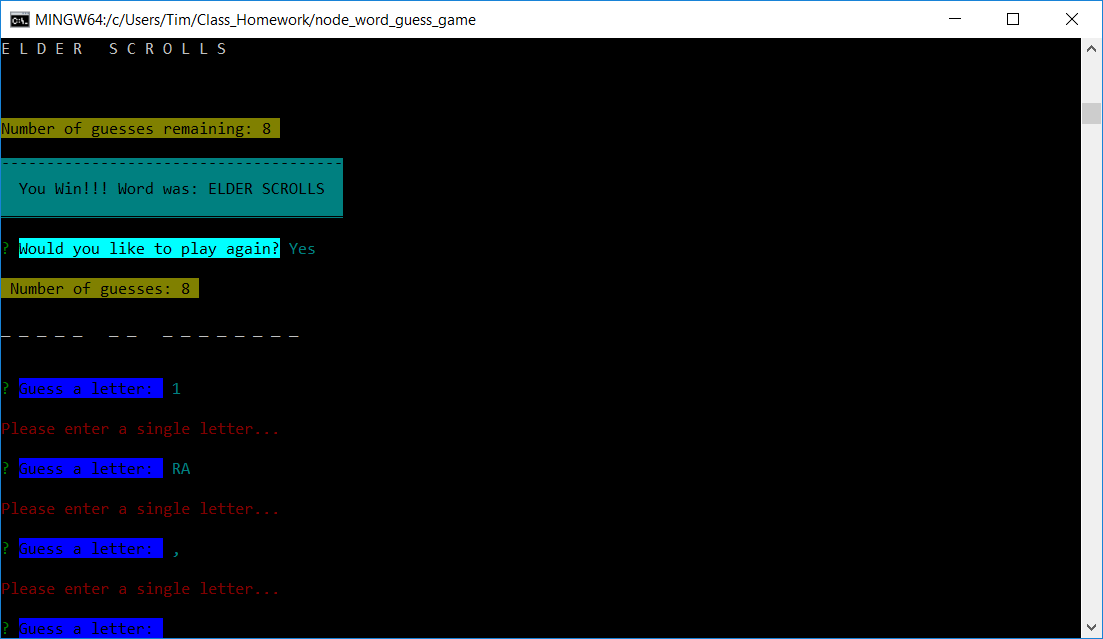 MINGW64:/c/Users/Tim/Class_Homework/node_word_guess_game
E L D E R   S C R O L L S
Number of guesses remaining: 8
--------------------------------------
You Win!!! Word was: ELDER SCROLLS
? Would you like to play again? Yes
Number of guesses: 8
_ _ _ _ _   _ _   _ _ _ _ _ _ _ _
? Guess a letter:  1
Please enter a single letter...
? Guess a letter:  RA
Please enter a single letter...
? Guess a letter:  ,
Please enter a single letter...
? Guess a letter: